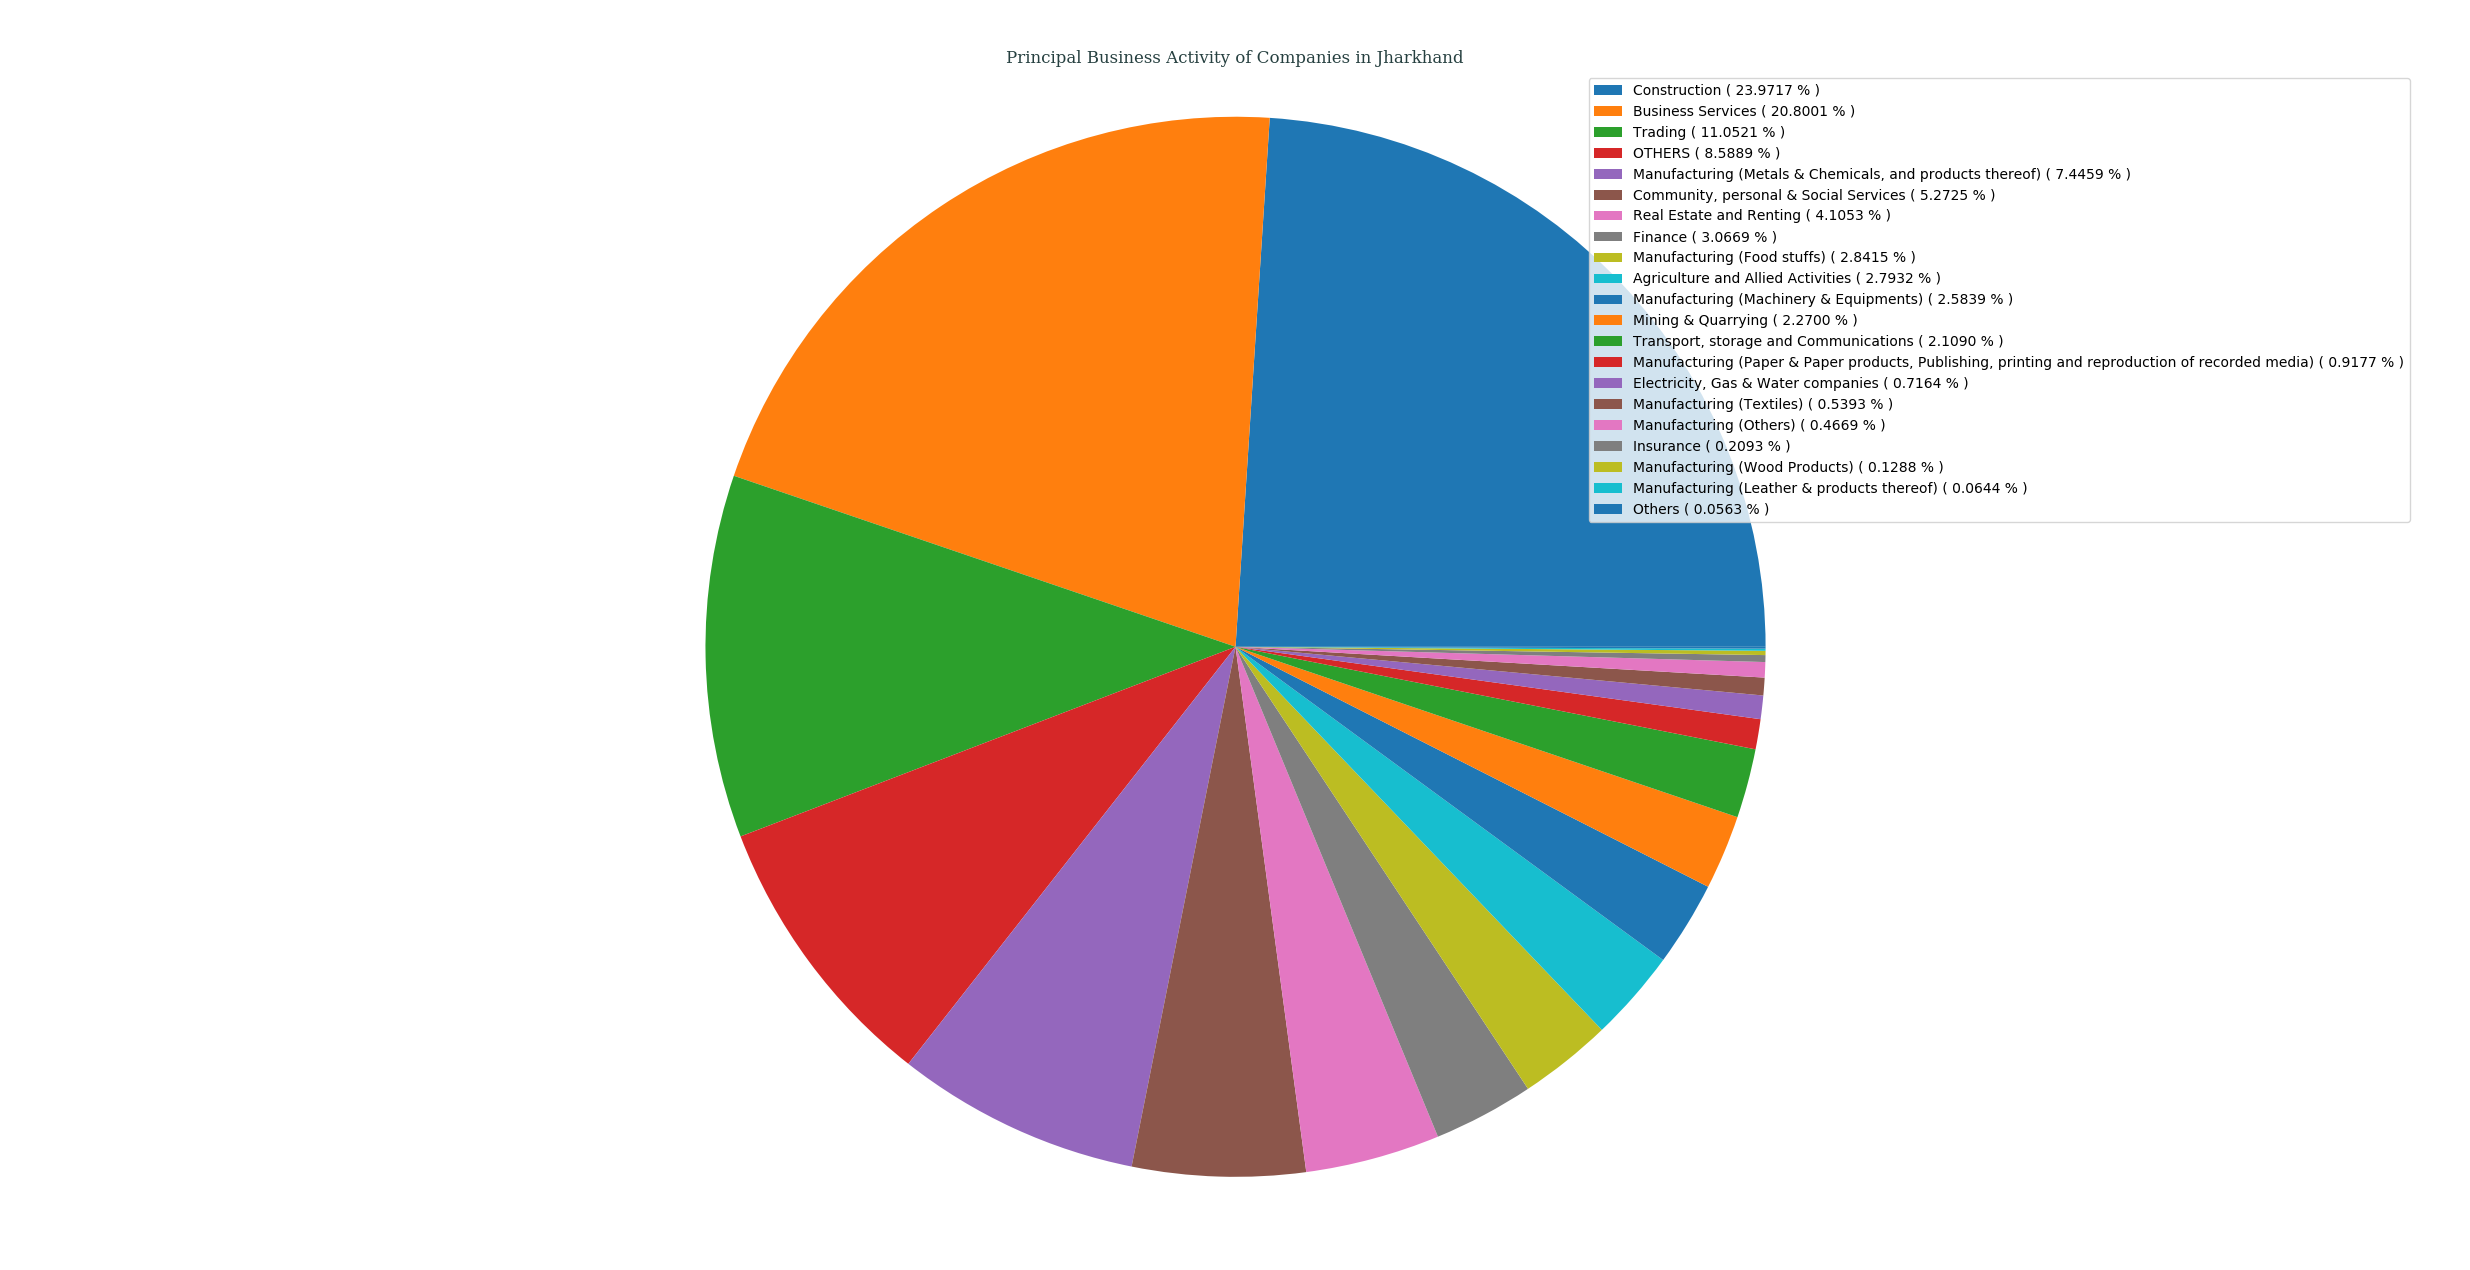 Principal Business Activity of Companies in Jharkhand
Construction ( 23.9717 % )
Business Services ( 20.8001 % )
Trading ( 11.0521 % )
OTHERS ( 8.5889 % )
Manufacturing (Metals & Chemicals, and products thereof) ( 7.4459 % )
Community, personal & Social Services ( 5.2725 % )
Real Estate and Renting ( 4.1053 % )
Finance ( 3.0669 % )
Manufacturing (Food stuffs) ( 2.8415 % )
Agriculture and Allied Activities ( 2.7932 % )
Manufacturing (Machinery & Equipments) ( 2.5839 % )
Mining & Quarrying ( 2.2700 % )
Transport, storage and Communications ( 2.1090 % )
Manufacturing (Paper & Paper products, Publishing, printing and reproduction of recorded media) ( 0.9177 % )
Electricity, Gas & Water companies ( 0.7164 % )
Manufacturing (Textiles) ( 0.5393 % )
Manufacturing (Others) ( 0.4669 % )
Insurance ( 0.2093 % )
Manufacturing (Wood Products) ( 0.1288 % )
Manufacturing (Leather & products thereof) ( 0.0644 % )
Others ( 0.0563 % )